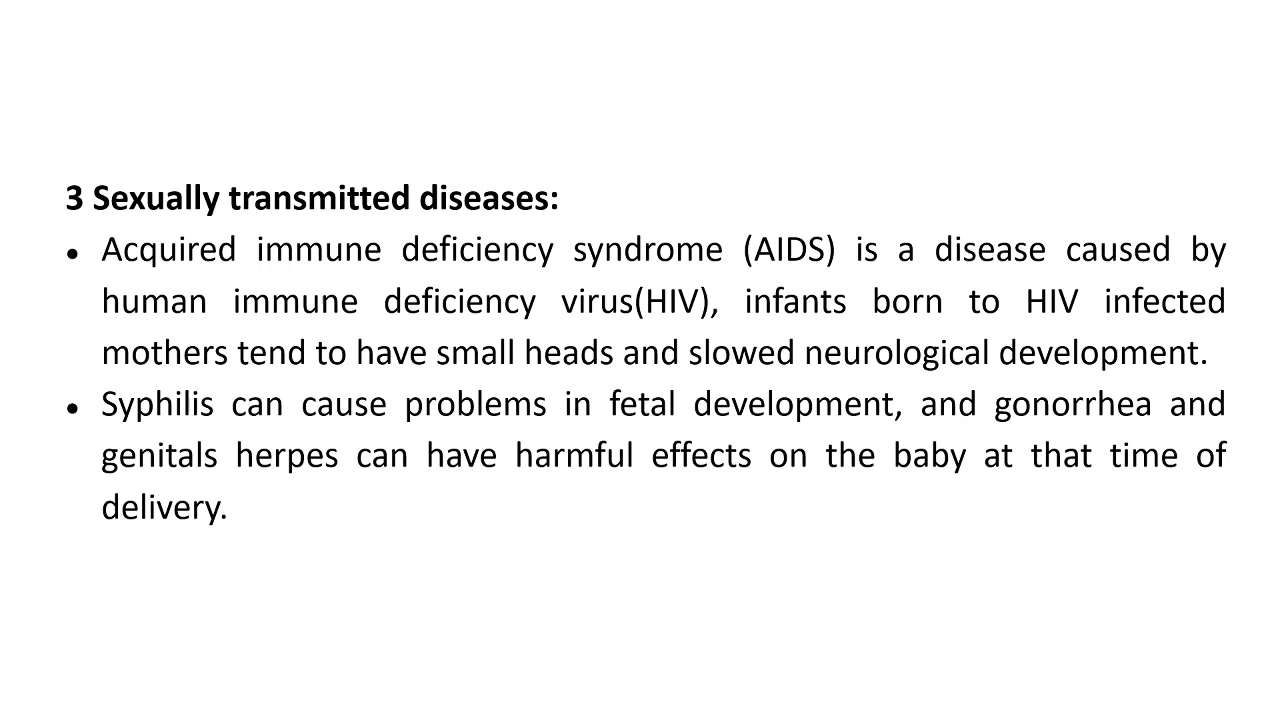 3 Sexually transmitted diseases:
● Acquired immune deficiency syndrome (AIDS) is a disease caused by
human immune deficiency virus(HIV), infants born to HIV infected
mothers tend to have small heads and slowed neurological development.
● Syphilis can cause problems in fetal development, and gonorrhea and
genitals herpes can have harmful effects on the baby at that time of
delivery.